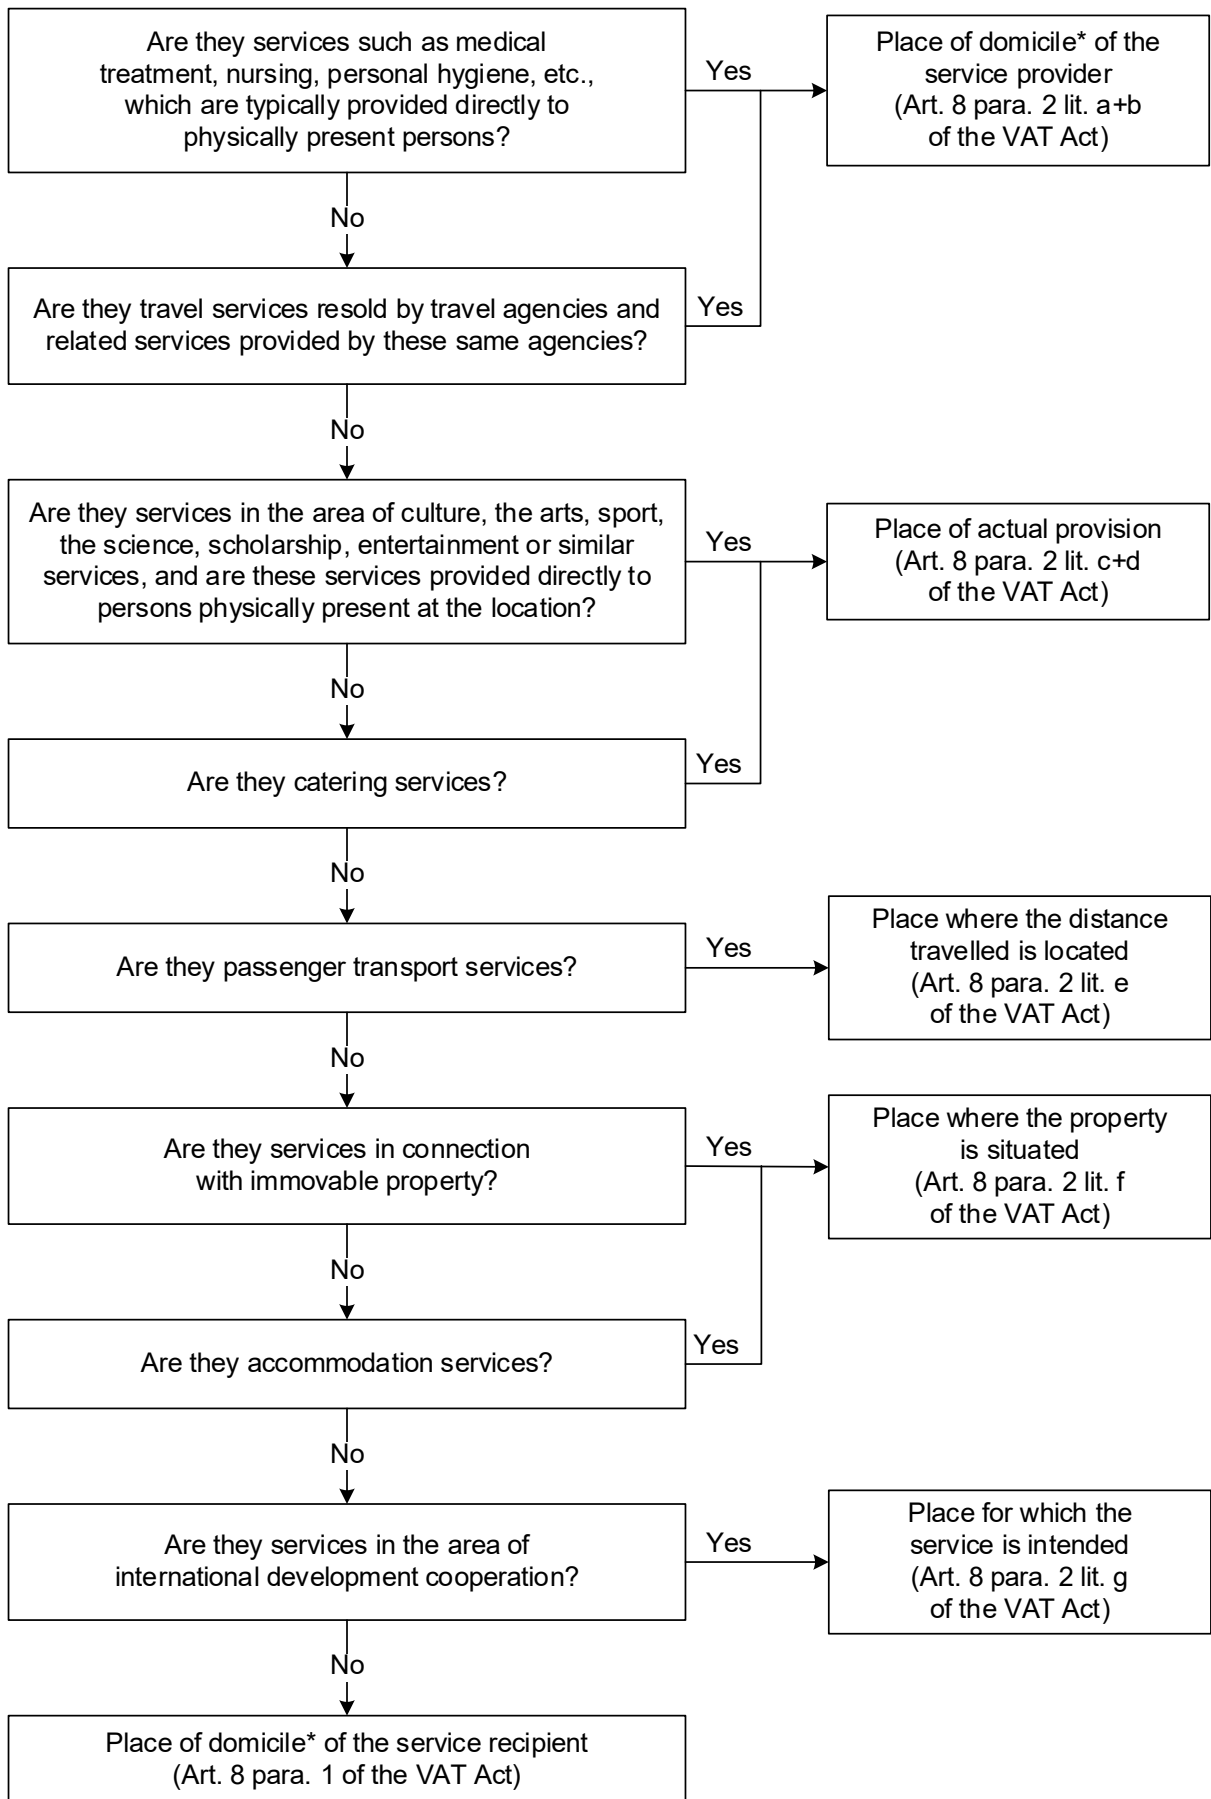 Are they services such as medical
treatment, nursing, personal hygiene, etc.,
which are typically provided directly to
physically present persons?
Yes
Place of domicile* of the
service provider
(Art. 8 para. 2 lit. a+b
of the VAT Act)
No
Are they travel services resold by travel agencies and
related services provided by these same agencies?
Yes
No
Are they services in the area of culture, the arts, sport,
the science, scholarship, entertainment or similar
services, and are these services provided directly to
persons physically present at the location?
Yes
Place of actual provision
(Art. 8 para. 2 lit. c+d
of the VAT Act)
No
Are they catering services?
Yes
No
Are they passenger transport services?
Yes
Place where the distance
travelled is located
(Art. 8 para. 2 lit. e
of the VAT Act)
No
Are they services in connection
with immovable property?
Yes
Place where the property
is situated
(Art. 8 para. 2 lit. f
of the VAT Act)
No
Are they accommodation services?
Yes
No
Are they services in the area of
international development cooperation?
Yes
Place for which the
service is intended
(Art. 8 para. 2 lit. g
of the VAT Act)
No
Place of domicile* of the service recipient
(Art. 8 para. 1 of the VAT Act)